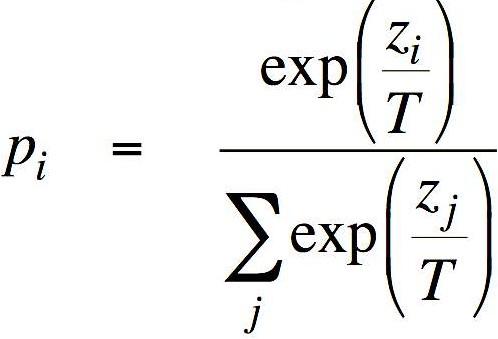 p_i = exp(z_i / T) / ∑_j exp(z_j / T)